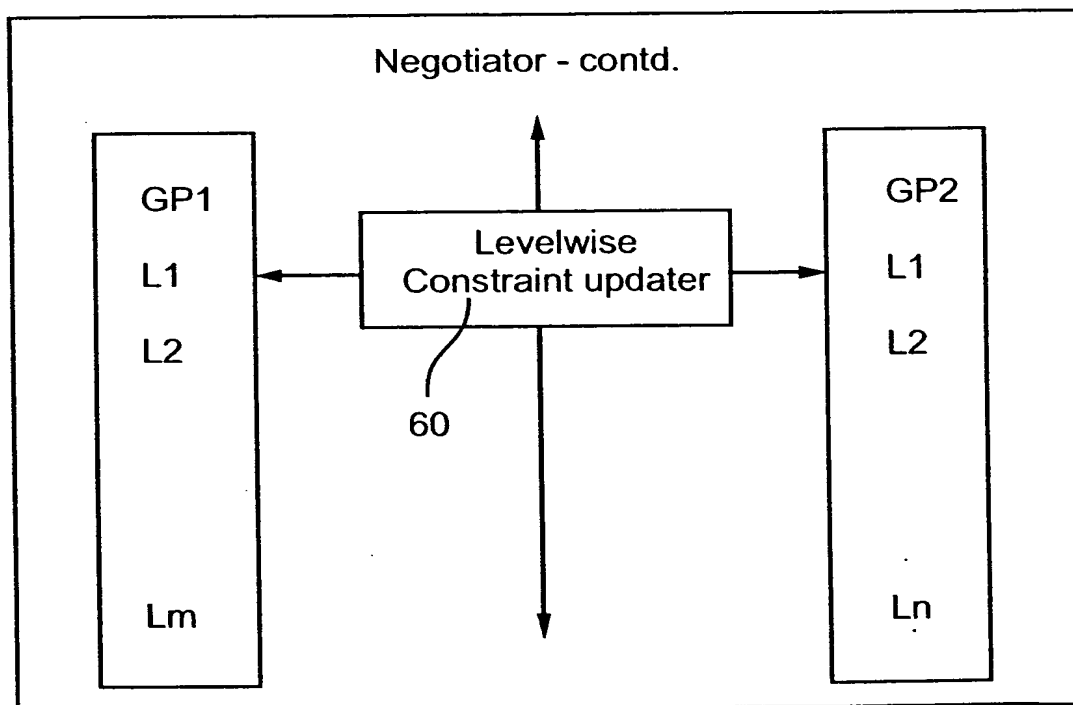 Negotiator - contd.
GP1
L1
L2
Lm
Levelwise
Constraint updater
60
GP2
L1
L2
Ln